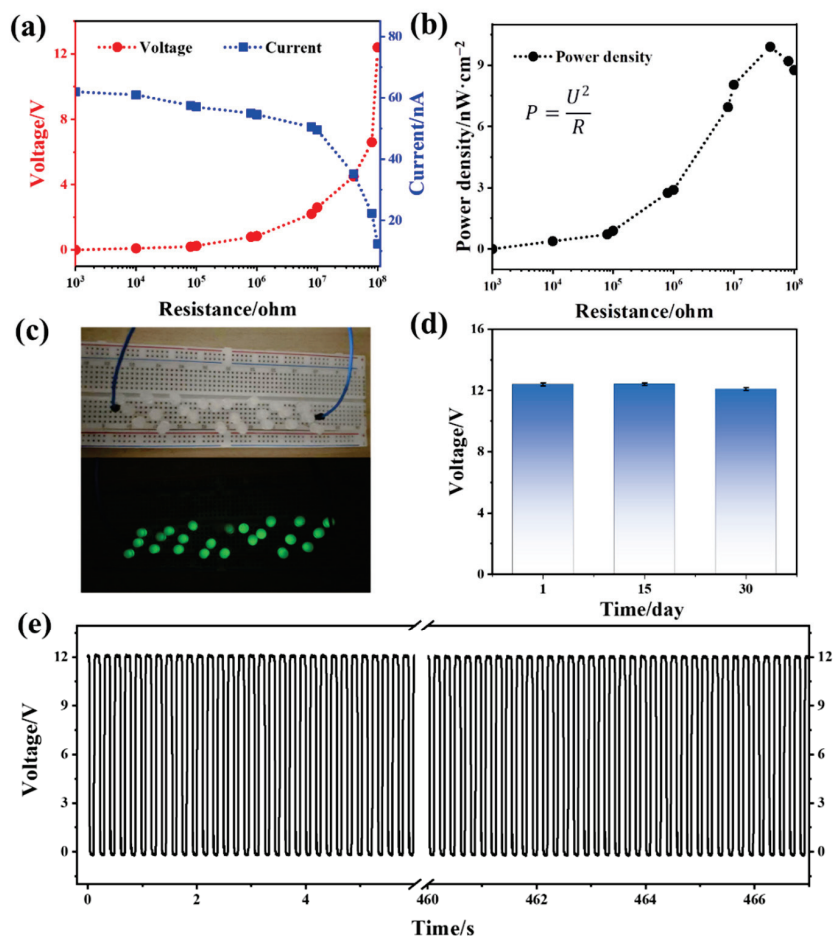 (a)
Voltage
Current
Voltage/V
12
8
4
0
Current/nA
80
60
40
20
10³ 10⁴ 10⁵ 10⁶ 10⁷ 10⁸
Resistance/ohm
(b)
Power density
P = U²/R
Power density/nW·cm⁻²
9
6
3
0
10³ 10⁴ 10⁵ 10⁶ 10⁷ 10⁸
Resistance/ohm
(c)
(d)
Voltage/V
16
12
8
4
0
1 15 30
Time/day
(e)
Voltage/V
12
9
6
3
0
12
9
6
3
0
0 2 4 460 462 464 466
Time/s